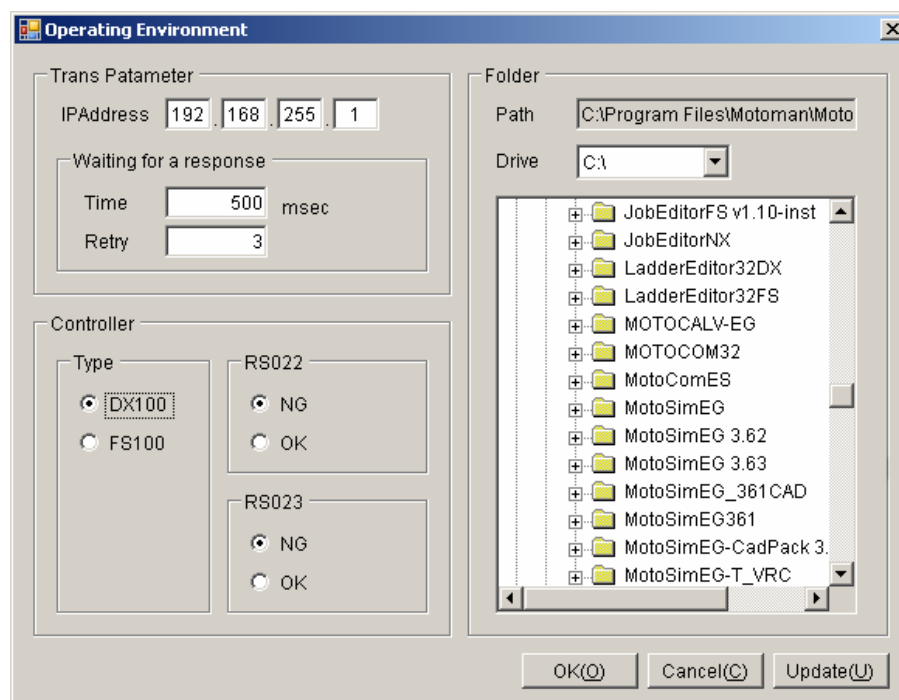 Operating Environment
Trans Patameter
IPAddress 192 . 168 . 255 . 1
Waiting for a response
Time 500 msec
Retry 3
Controller
Type
DX100
FS100
RS022
NG
OK
RS023
NG
OK
Folder
Path C:\Program Files\Motoman\Moto
Drive C:\
JobEditorFS v1.10-inst
JobEditorNX
LadderEditor32DX
LadderEditor32FS
MOTOCALV-EG
MOTOCOM32
MotoComES
MotoSimEG
MotoSimEG 3.62
MotoSimEG 3.63
MotoSimEG_361CAD
MotoSimEG361
MotoSimEG-CadPack 3.
MotoSimEG-T_VRC
OK(O) Cancel(C) Update(U)